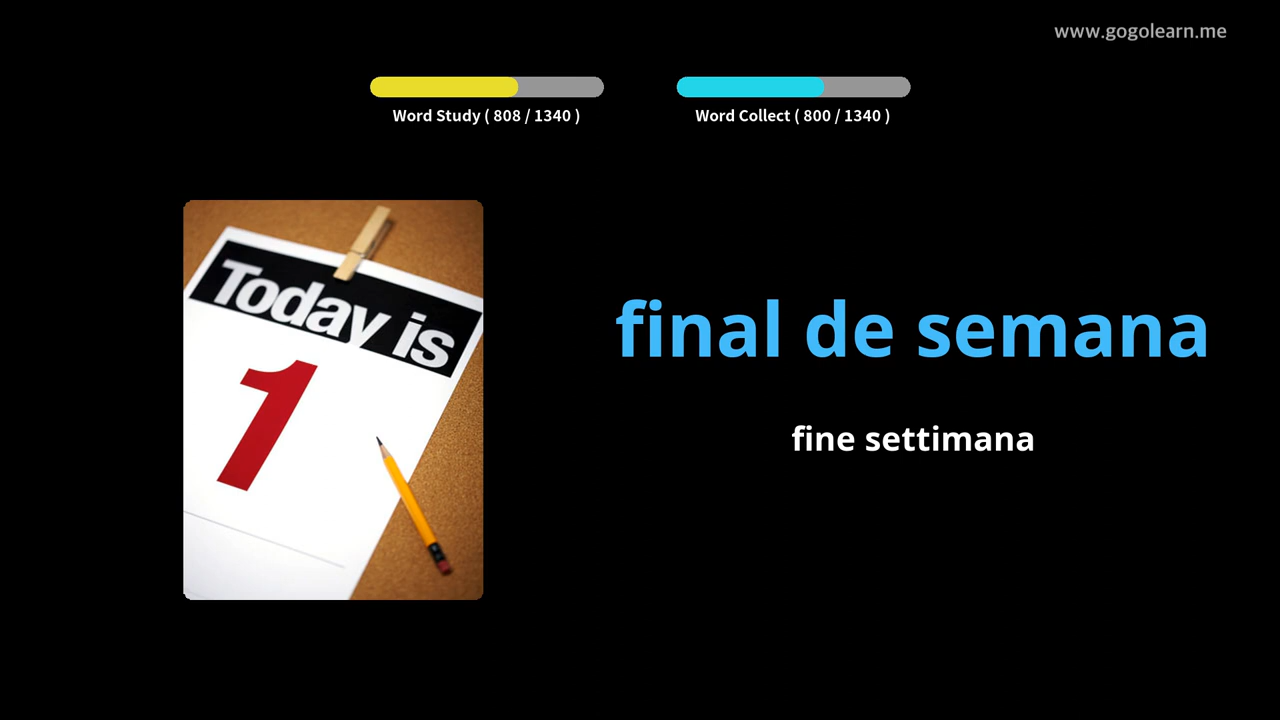 www.gogolearn.me
Word Study ( 808 / 1340 )
Word Collect ( 800 / 1340 )
Today is
1
final de semana
fine settimana